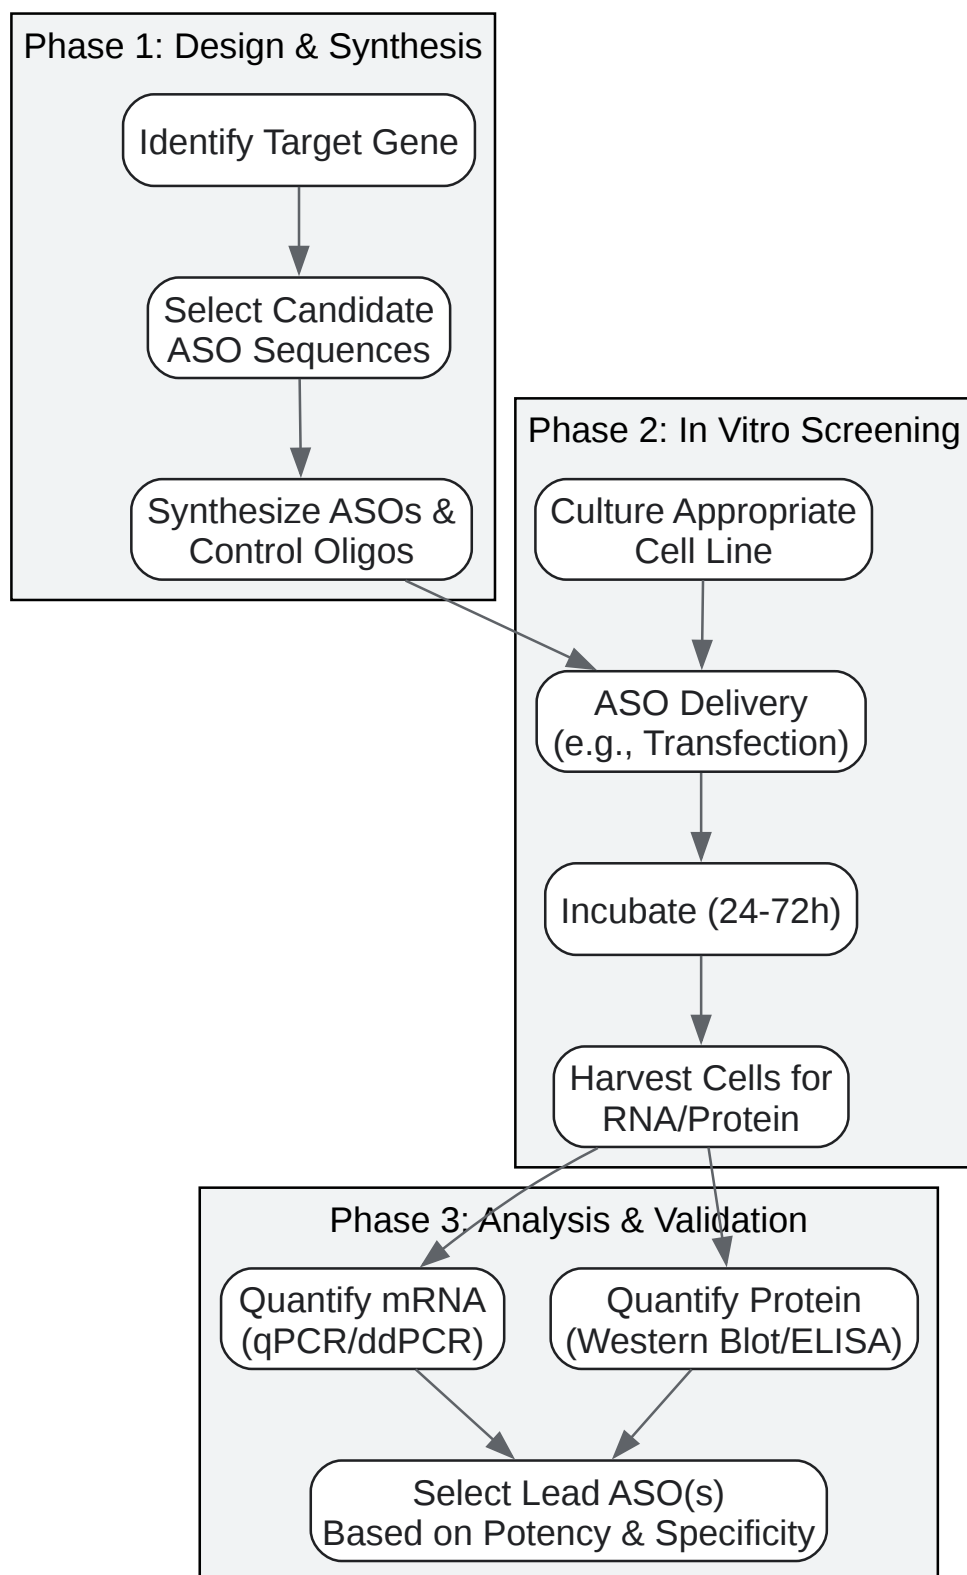 Phase 1: Design & Synthesis
Identify Target Gene
Select Candidate
ASO Sequences
Synthesize ASOs &
Control Oligos
Phase 2: In Vitro Screening
Culture Appropriate
Cell Line
ASO Delivery
(e.g., Transfection)
Incubate (24-72h)
Harvest Cells for
RNA/Protein
Phase 3: Analysis & Validation
Quantify mRNA
(qPCR/ddPCR)
Quantify Protein
(Western Blot/ELISA)
Select Lead ASO(s)
Based on Potency & Specificity